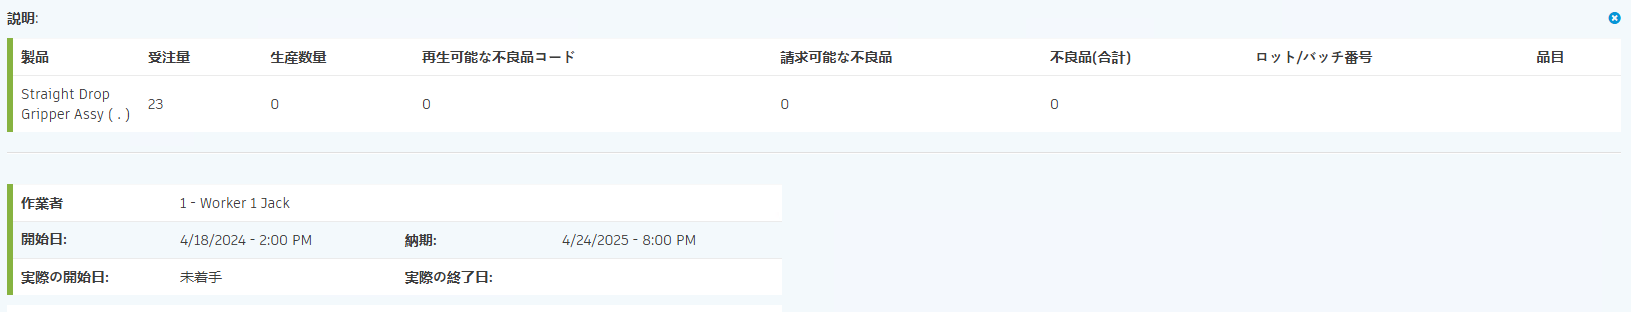 説明:
製品 受注量 生産数量 再生可能な不良品コード 請求可能な不良品 不良品(合計) ロット/バッチ番号 品目
Straight Drop
Gripper Assy ( . ) 23 0 0 0 0
作業者 1 - Worker 1 Jack
開始日: 4/18/2024 - 2:00 PM 納期: 4/24/2025 - 8:00 PM
実際の開始日: 未着手 実際の終了日: